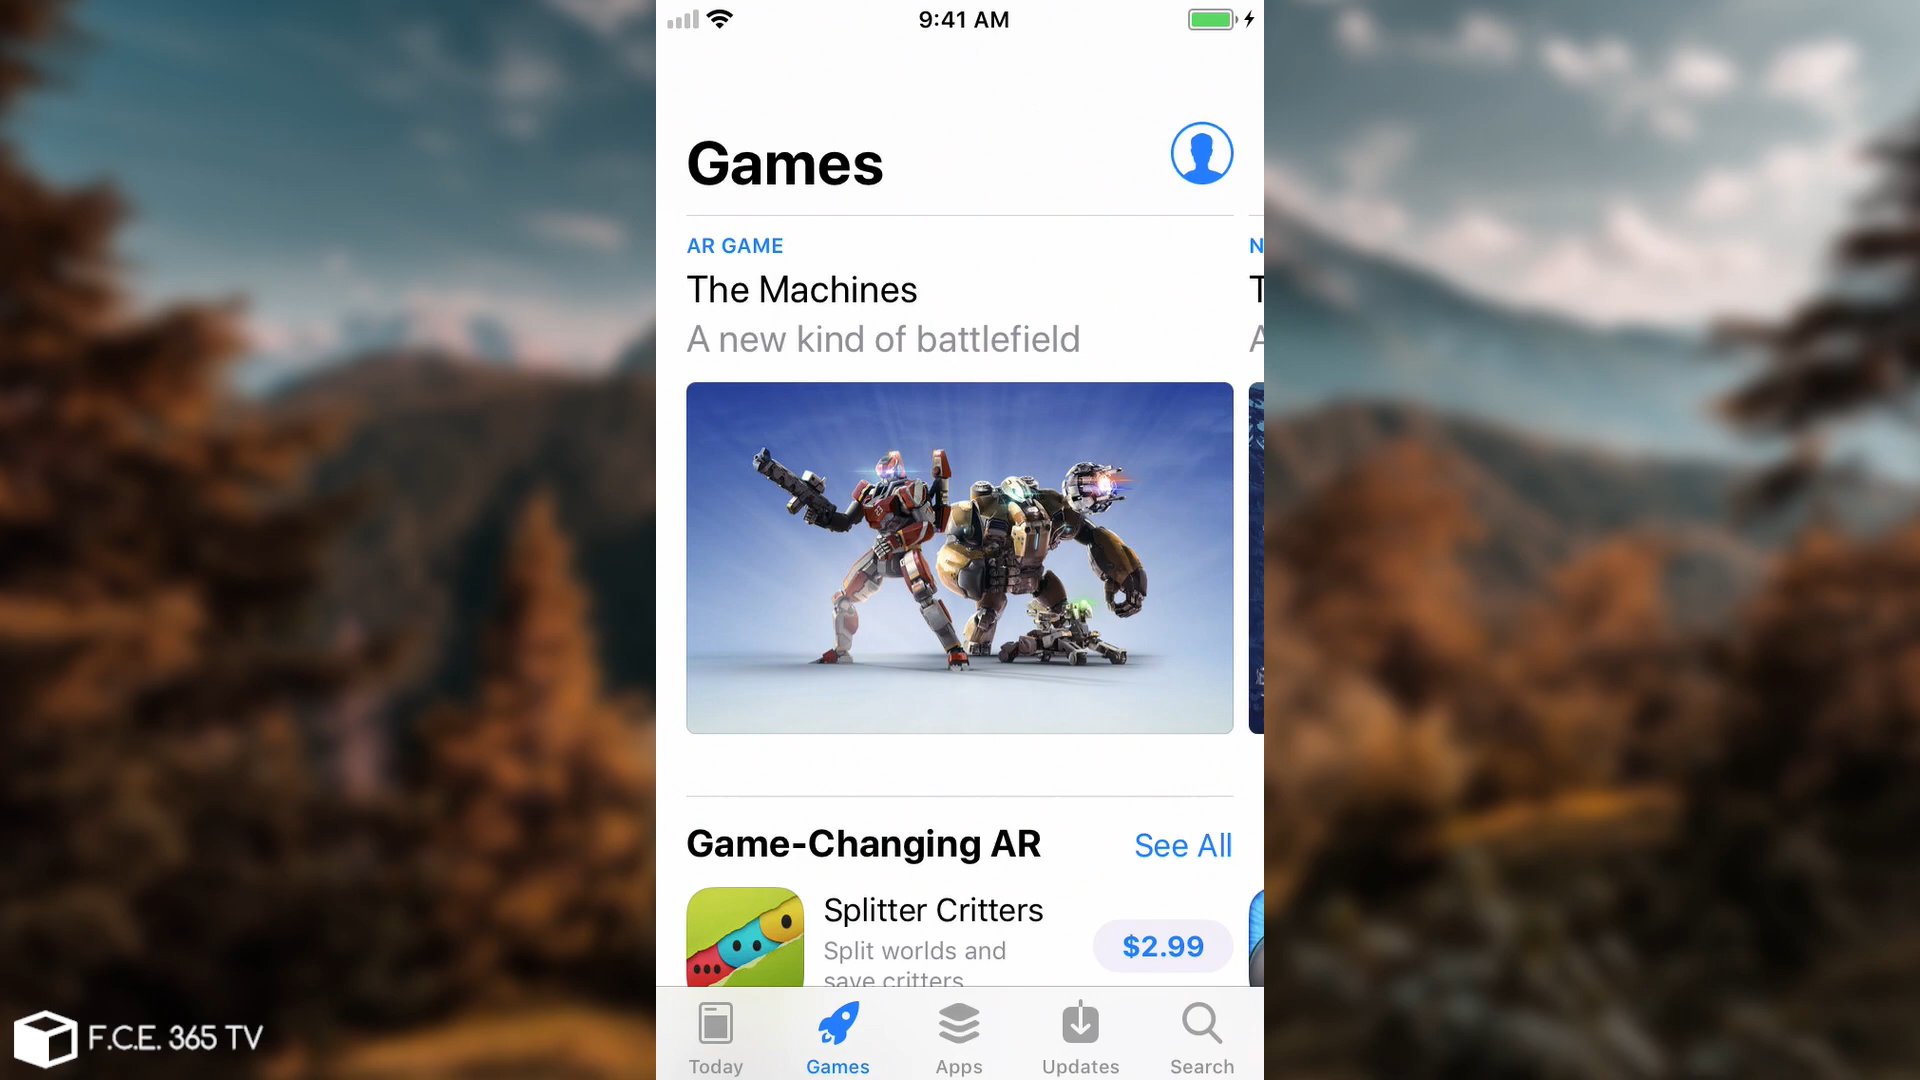 9:41 AM
Games
AR GAME
The Machines
A new kind of battlefield
Game-Changing AR
See All
Splitter Critters
Split worlds and
save critters
$2.99
Today
Games
Apps
Updates
Search
F.C.E. 365 TV